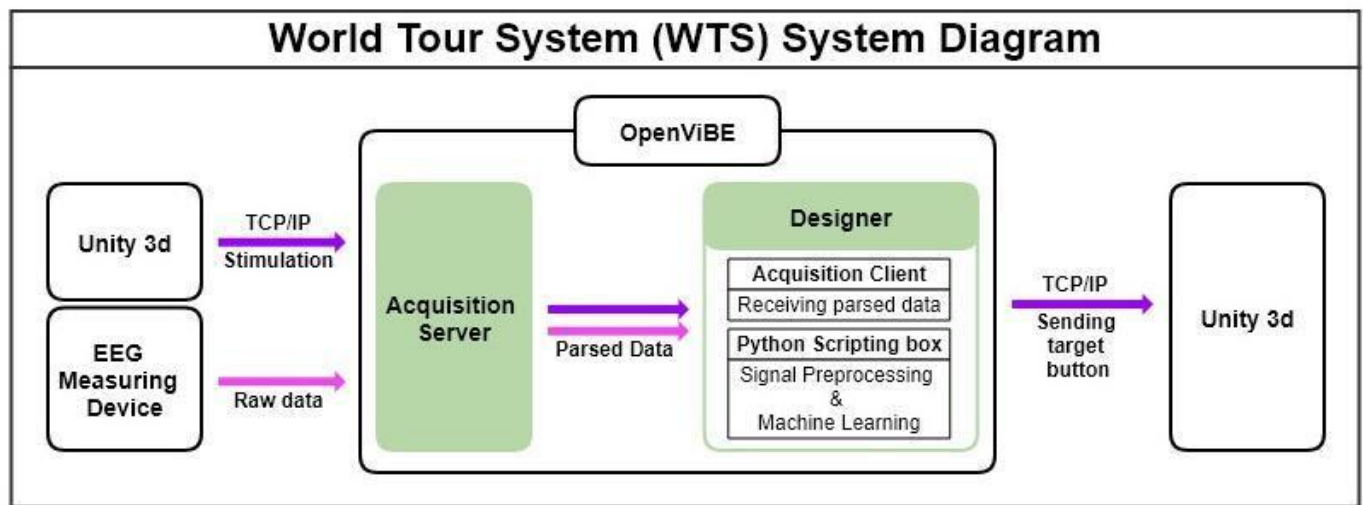 World Tour System (WTS) System Diagram
OpenViBE
Unity 3d
TCP/IP
Stimulation
EEG
Measuring
Device
Raw data
Acquisition
Server
Parsed Data
Designer
Acquisition Client
Receiving parsed data
Python Scripting box
Signal Preprocessing
&
Machine Learning
TCP/IP
Sending
target
button
Unity 3d